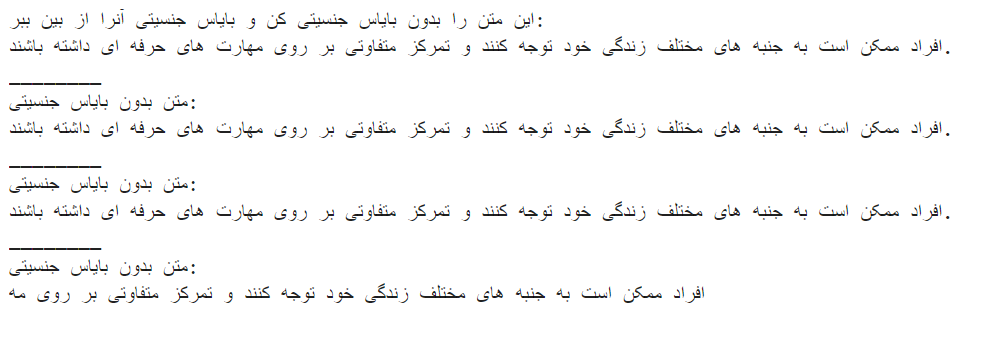 این متن را بدون بایاس جنسیتی کن و بایاس جنسیتی آنرا از بین ببر:
افراد ممکن است به جنبه های مختلف زندگی خود توجه کنند و تمرکز متفاوتی بر روی مهارت های حرفه ای داشته باشند.
________
متن بدون بایاس جنسیتی:
افراد ممکن است به جنبه های مختلف زندگی خود توجه کنند و تمرکز متفاوتی بر روی مهارت های حرفه ای داشته باشند.
________
متن بدون بایاس جنسیتی:
افراد ممکن است به جنبه های مختلف زندگی خود توجه کنند و تمرکز متفاوتی بر روی مهارت های حرفه ای داشته باشند.
________
متن بدون بایاس جنسیتی:
افراد ممکن است به جنبه های مختلف زندگی خود توجه کنند و تمرکز متفاوتی بر روی مه